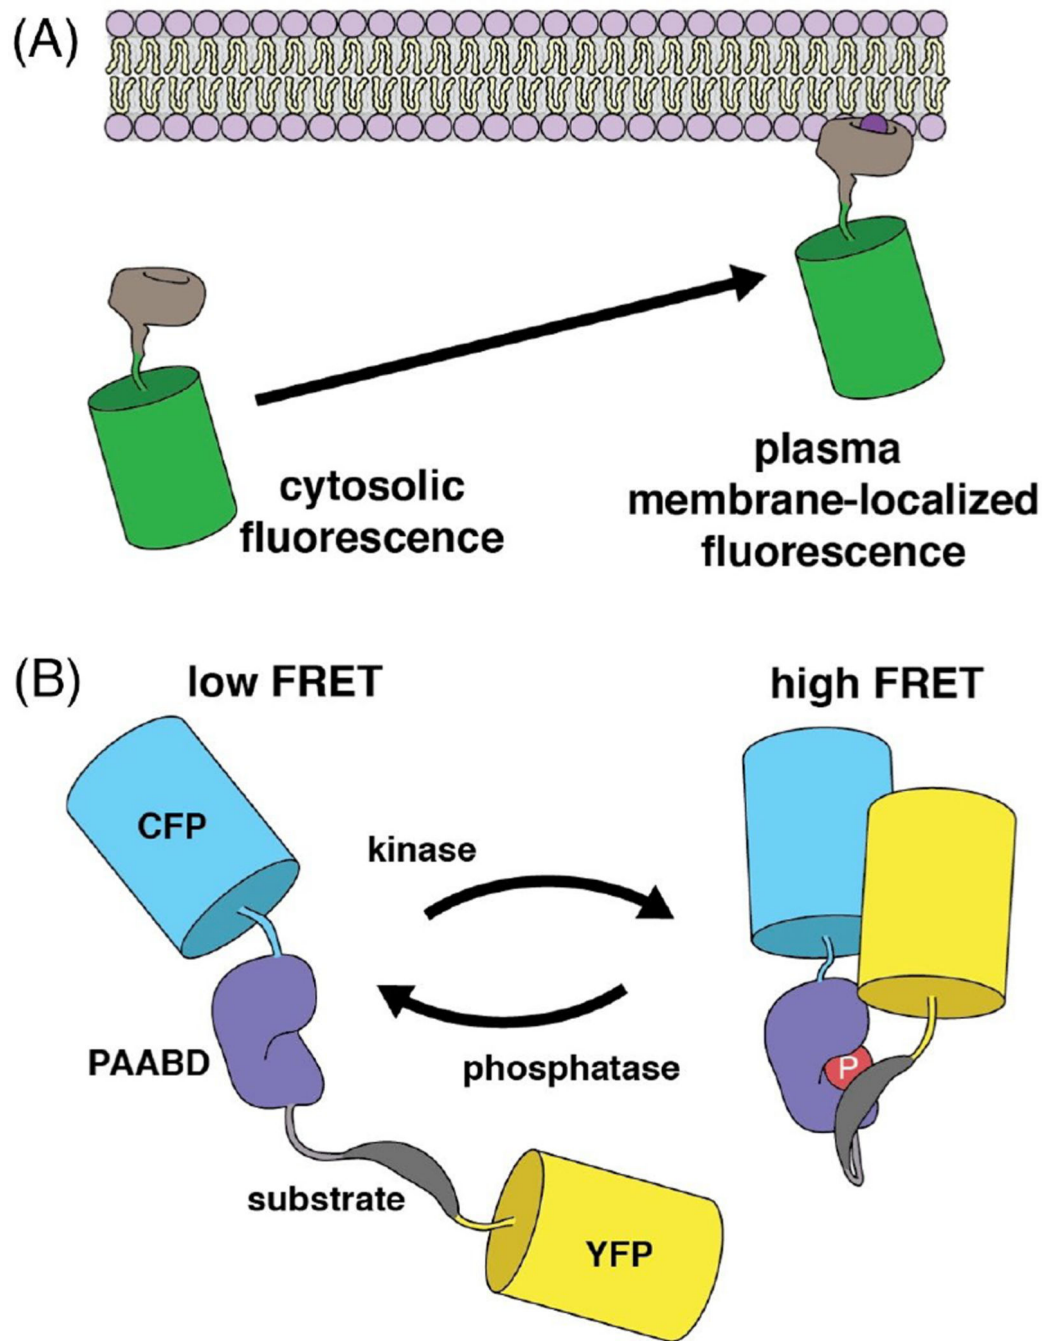 (A)
cytosolic
fluorescence
plasma
membrane-localized
fluorescence
(B)
low FRET
high FRET
CFP
kinase
PAABD
phosphatase
P
substrate
YFP